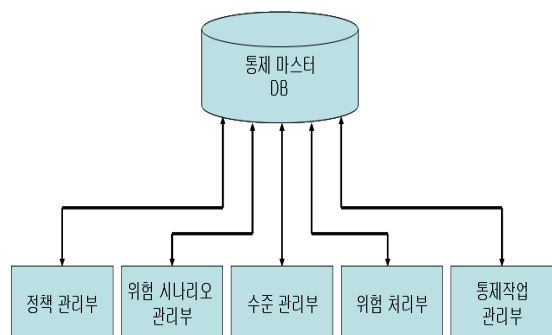 통제 마스터
DB
정책 관리부
위험 시나리오
관리부
수준 관리부
위험 처리부
통제작업
관리부